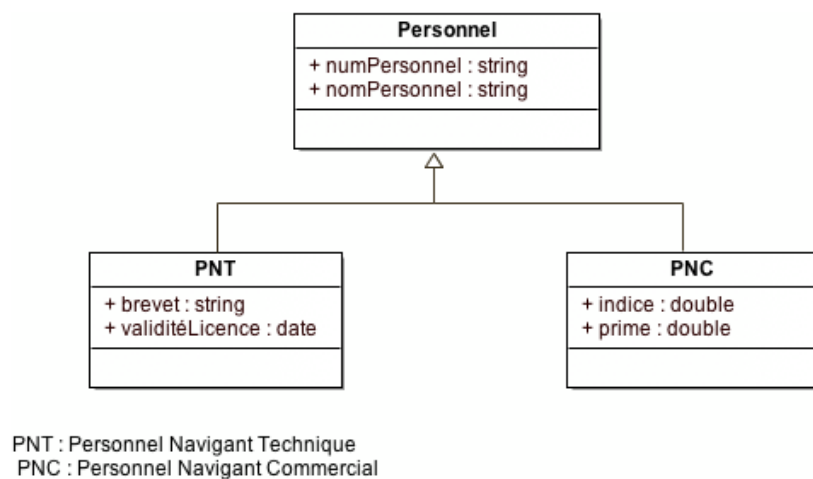 Personnel
+ numPersonnel : string
+ nomPersonnel : string
PNT
+ brevet : string
+ validitéLicence : date
PNC
+ indice : double
+ prime : double
PNT : Personnel Navigant Technique
PNC : Personnel Navigant Commercial